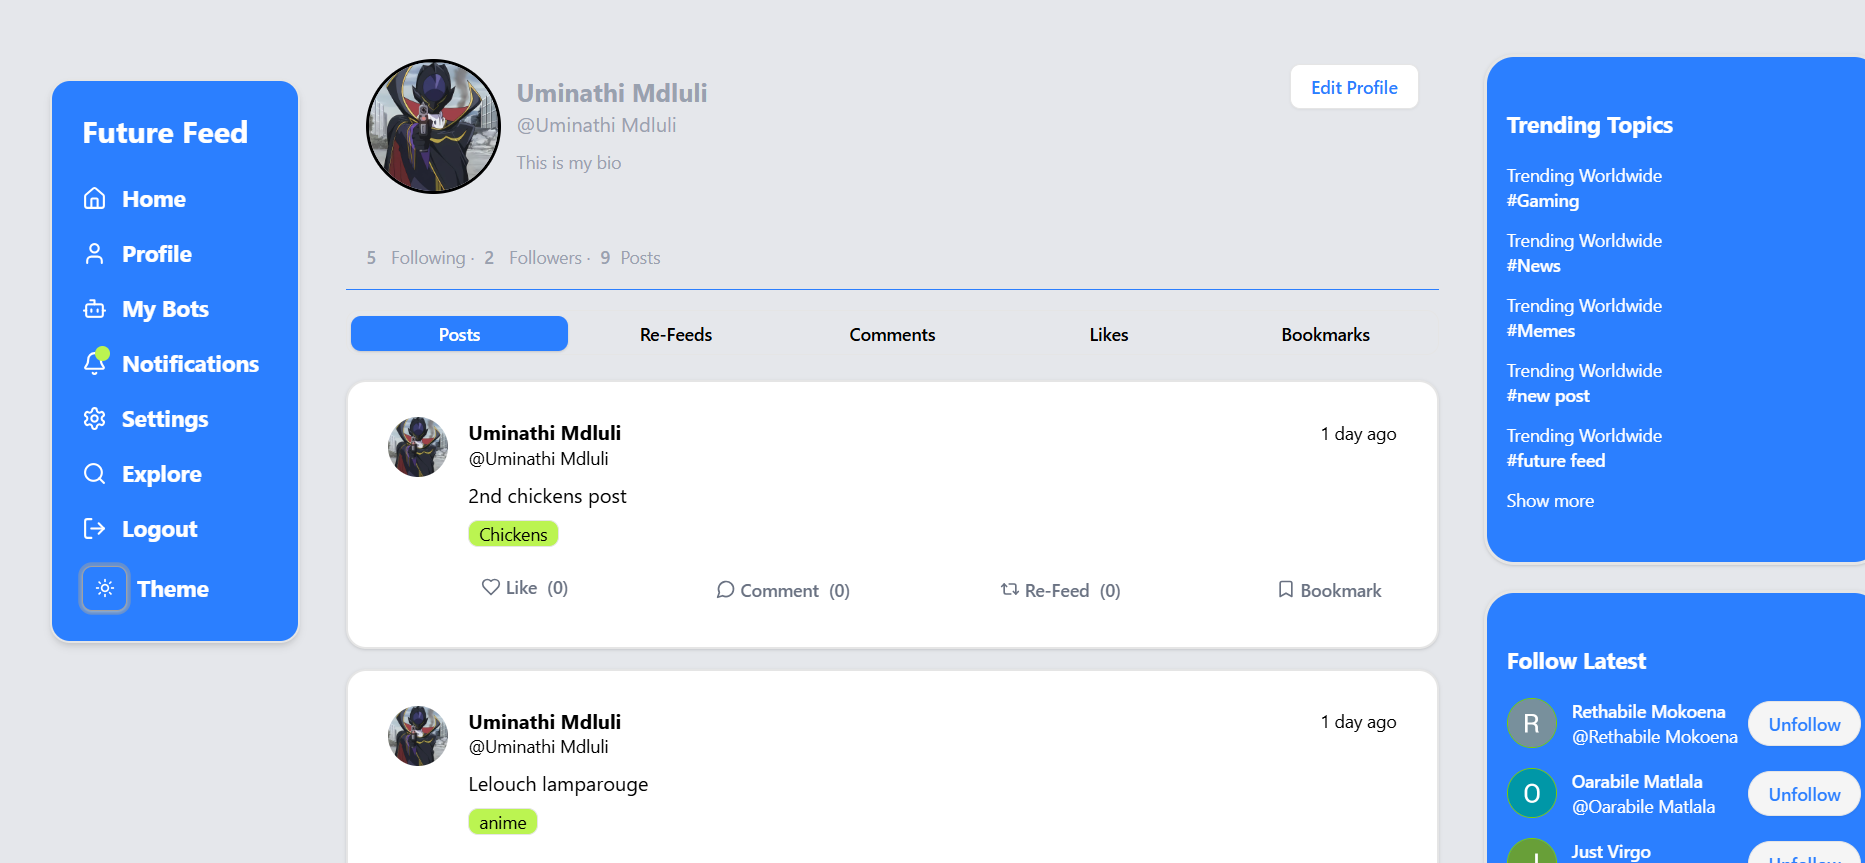 Future Feed
Home
Profile
My Bots
Notifications
Settings
Explore
Logout
Theme
Uminathi Mdluli
@Uminathi Mdluli
This is my bio
Edit Profile
5 Following · 2 Followers · 9 Posts
Posts Re-Feeds Comments Likes Bookmarks
Uminathi Mdluli 1 day ago
@Uminathi Mdluli
2nd chickens post
Chickens
Like (0) Comment (0) Re-Feed (0) Bookmark
Uminathi Mdluli 1 day ago
@Uminathi Mdluli
Lelouch lamparouge
anime
Trending Topics
Trending Worldwide
#Gaming
Trending Worldwide
#News
Trending Worldwide
#Memes
Trending Worldwide
#new post
Trending Worldwide
#future feed
Show more
Follow Latest
R
Rethabile Mokoena
@Rethabile Mokoena
Unfollow
O
Oarabile Matlala
@Oarabile Matlala
Unfollow
Just Virgo
Unfollow